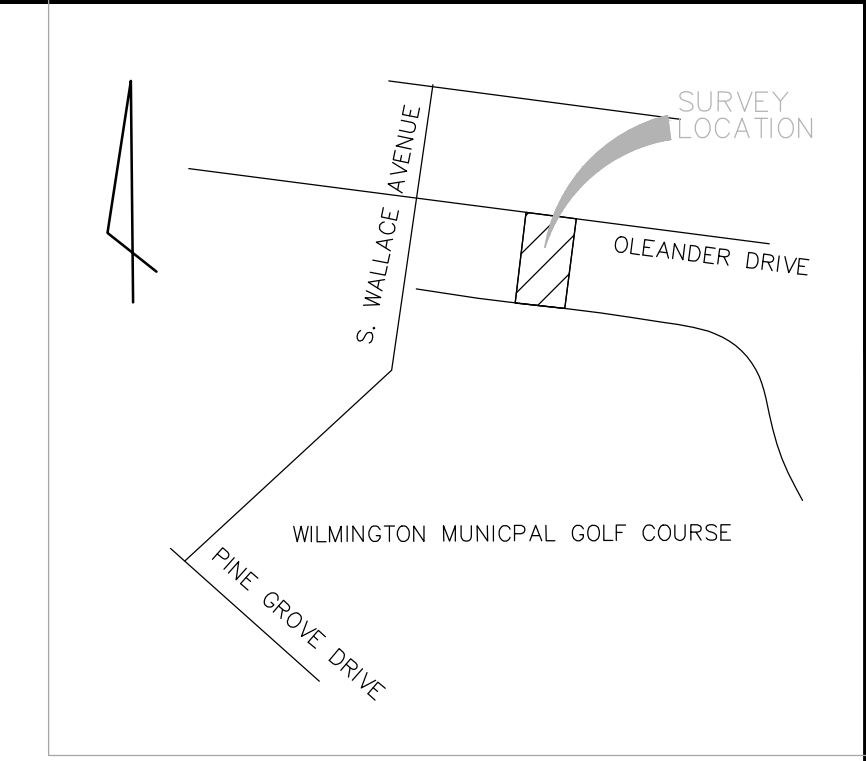 SURVEY
LOCATION
S. WALLACE AVENUE
OLEANDER DRIVE
WILMINGTON MUNICPAL GOLF COURSE
PINE GROVE DRIVE